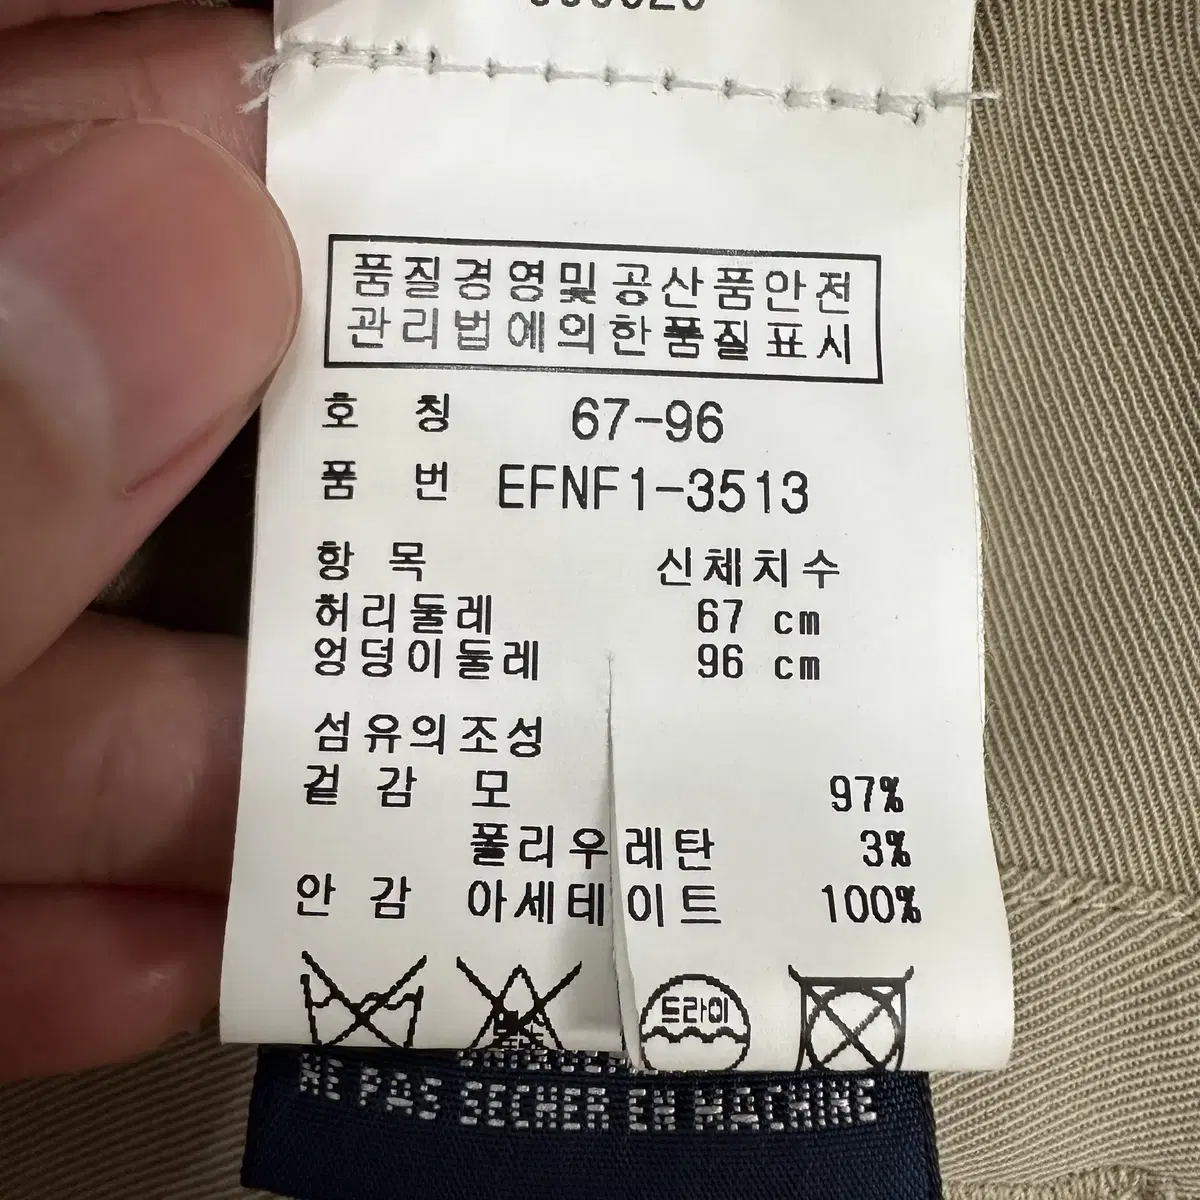 품질경영및공산품안전
관리법에의한품질표시
호 칭 67-96
품 번 EFNF1-3513
항 목 신체치수
허리둘레 67 cm
엉덩이둘레 96 cm
섬유의조성
겉 감 모 97%
폴리우레탄 3%
안 감 아세테이트 100%
드라이
NE PAS SECHER EN MACHINE